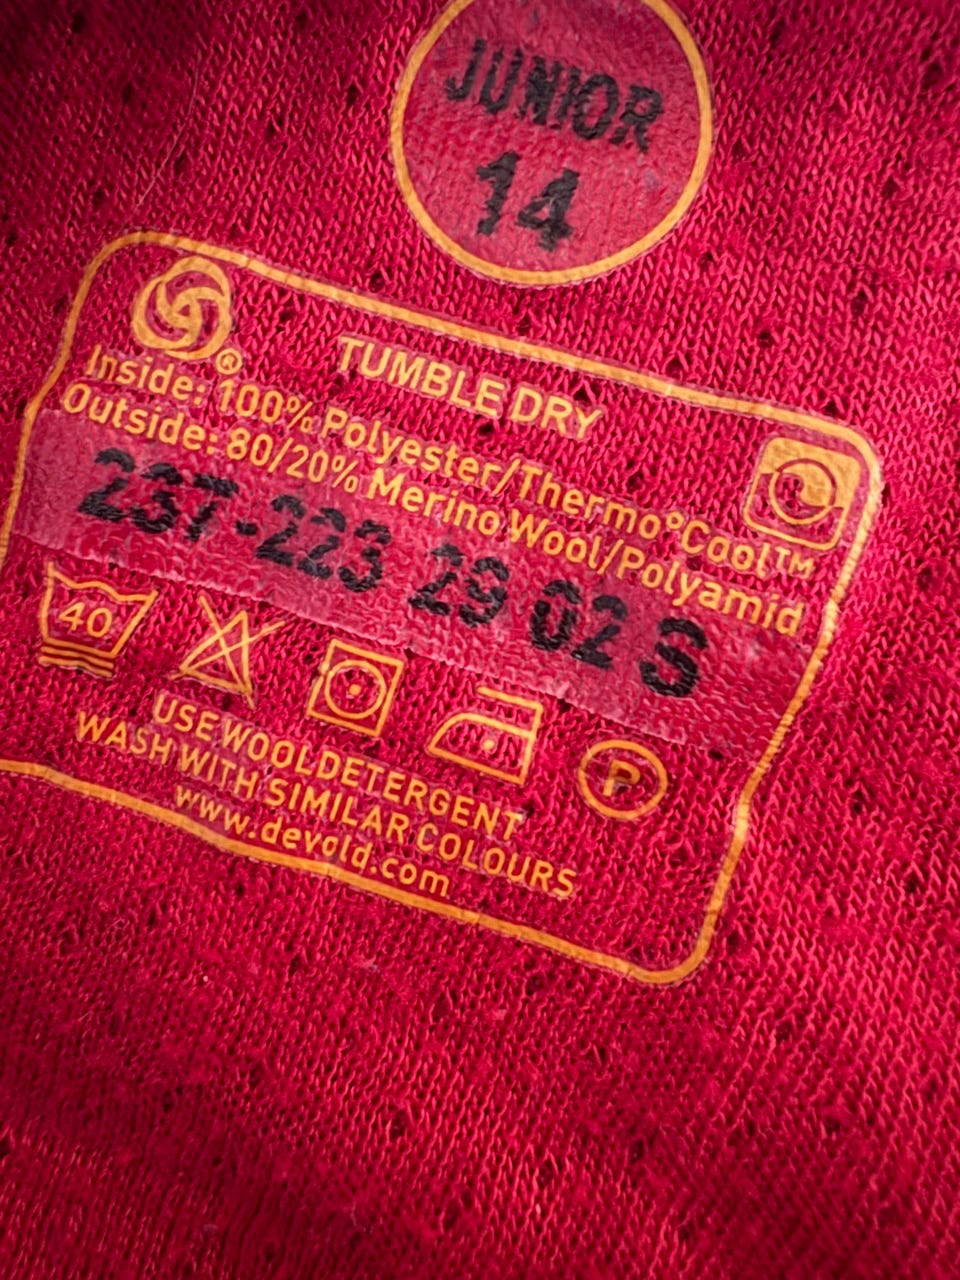 JUNIOR
14
®
TUMBLE DRY
Inside: 100% Polyester/Thermo°Cool™
Outside: 80/20% Merino Wool/Polyamid
237-223 29 02 S
40
P
USE WOOLDETERGENT
WASH WITH SIMILAR COLOURS
www.devold.com